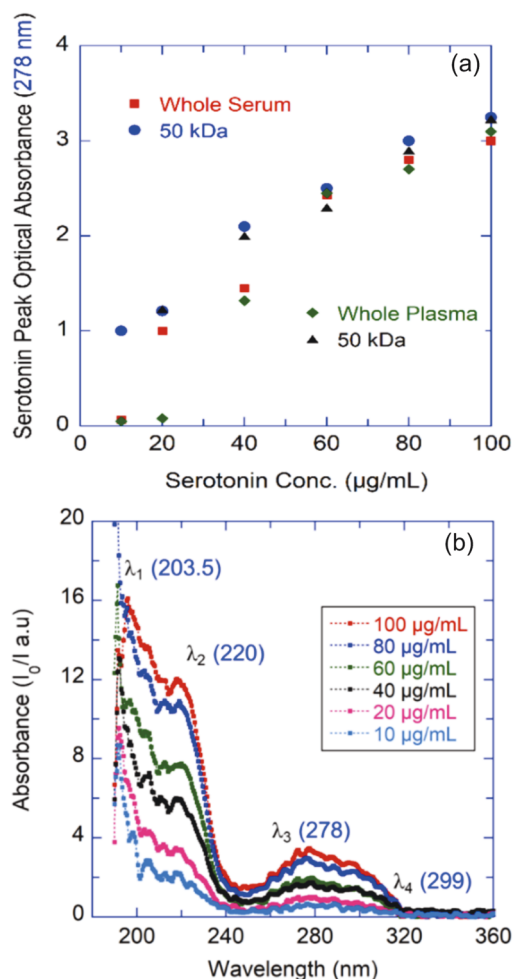 (a)
Serotonin Peak Optical Absorbance (278 nm)
4
3
2
1
0
Whole Serum
50 kDa
Whole Plasma
50 kDa
0 20 40 60 80 100
Serotonin Conc. (µg/mL)
(b)
Absorbance (I0/I a.u)
20
16
12
8
4
0
λ1 (203.5)
λ2 (220)
λ3 (278)
λ4 (299)
100 µg/mL
80 µg/mL
60 µg/mL
40 µg/mL
20 µg/mL
10 µg/mL
200 240 280 320 360
Wavelength (nm)